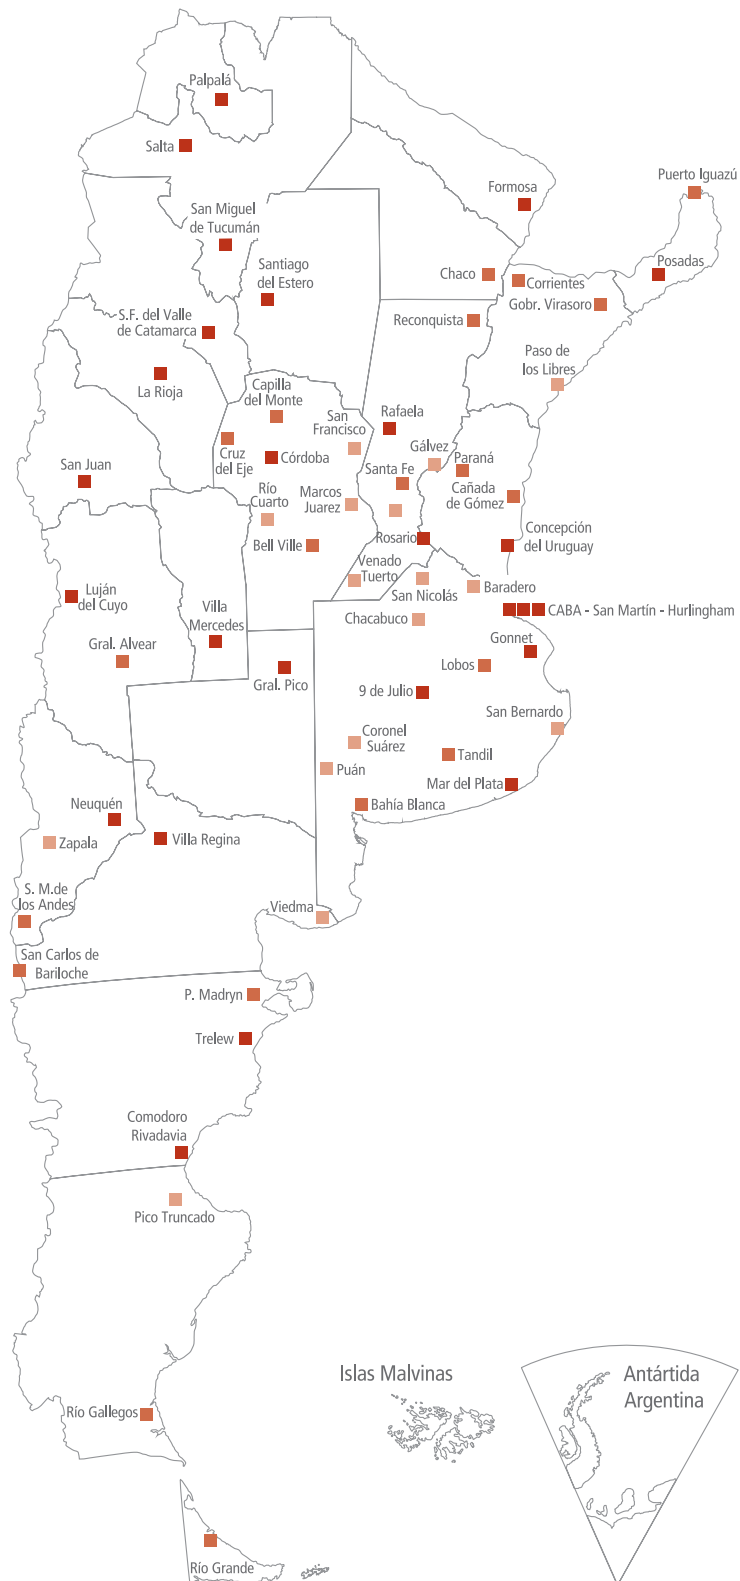 Palpalá
Salta
Formosa
Puerto Iguazú
San Miguel
de Tucumán
Santiago
del Estero
Posadas
Chaco
Corrientes
Gobr. Virasoro
S.F. del Valle
de Catamarca
Reconquista
Paso de
los Libres
La Rioja
Capilla
del Monte
San
Francisco
Rafaela
Cruz
del Eje
Córdoba
Gálvez
Paraná
San Juan
Santa Fe
Río
Cuarto
Marcos
Juarez
Cañada
de Gómez
Bell Ville
Rosario
Concepción
del Uruguay
Venado
Tuerto
San Nicolás
Baradero
Luján
del Cuyo
Villa
Mercedes
Chacabuco
CABA - San Martín - Hurlingham
Gonnet
Gral. Alvear
Gral. Pico
Lobos
9 de Julio
San Bernardo
Coronel
Suárez
Tandil
Puán
Mar del Plata
Bahía Blanca
Neuquén
Zapala
Villa Regina
S. M.de
los Andes
Viedma
San Carlos de
Bariloche
P. Madryn
Trelew
Comodoro
Rivadavia
Pico Truncado
Islas Malvinas
Antártida
Argentina
Río Gallegos
Río Grande